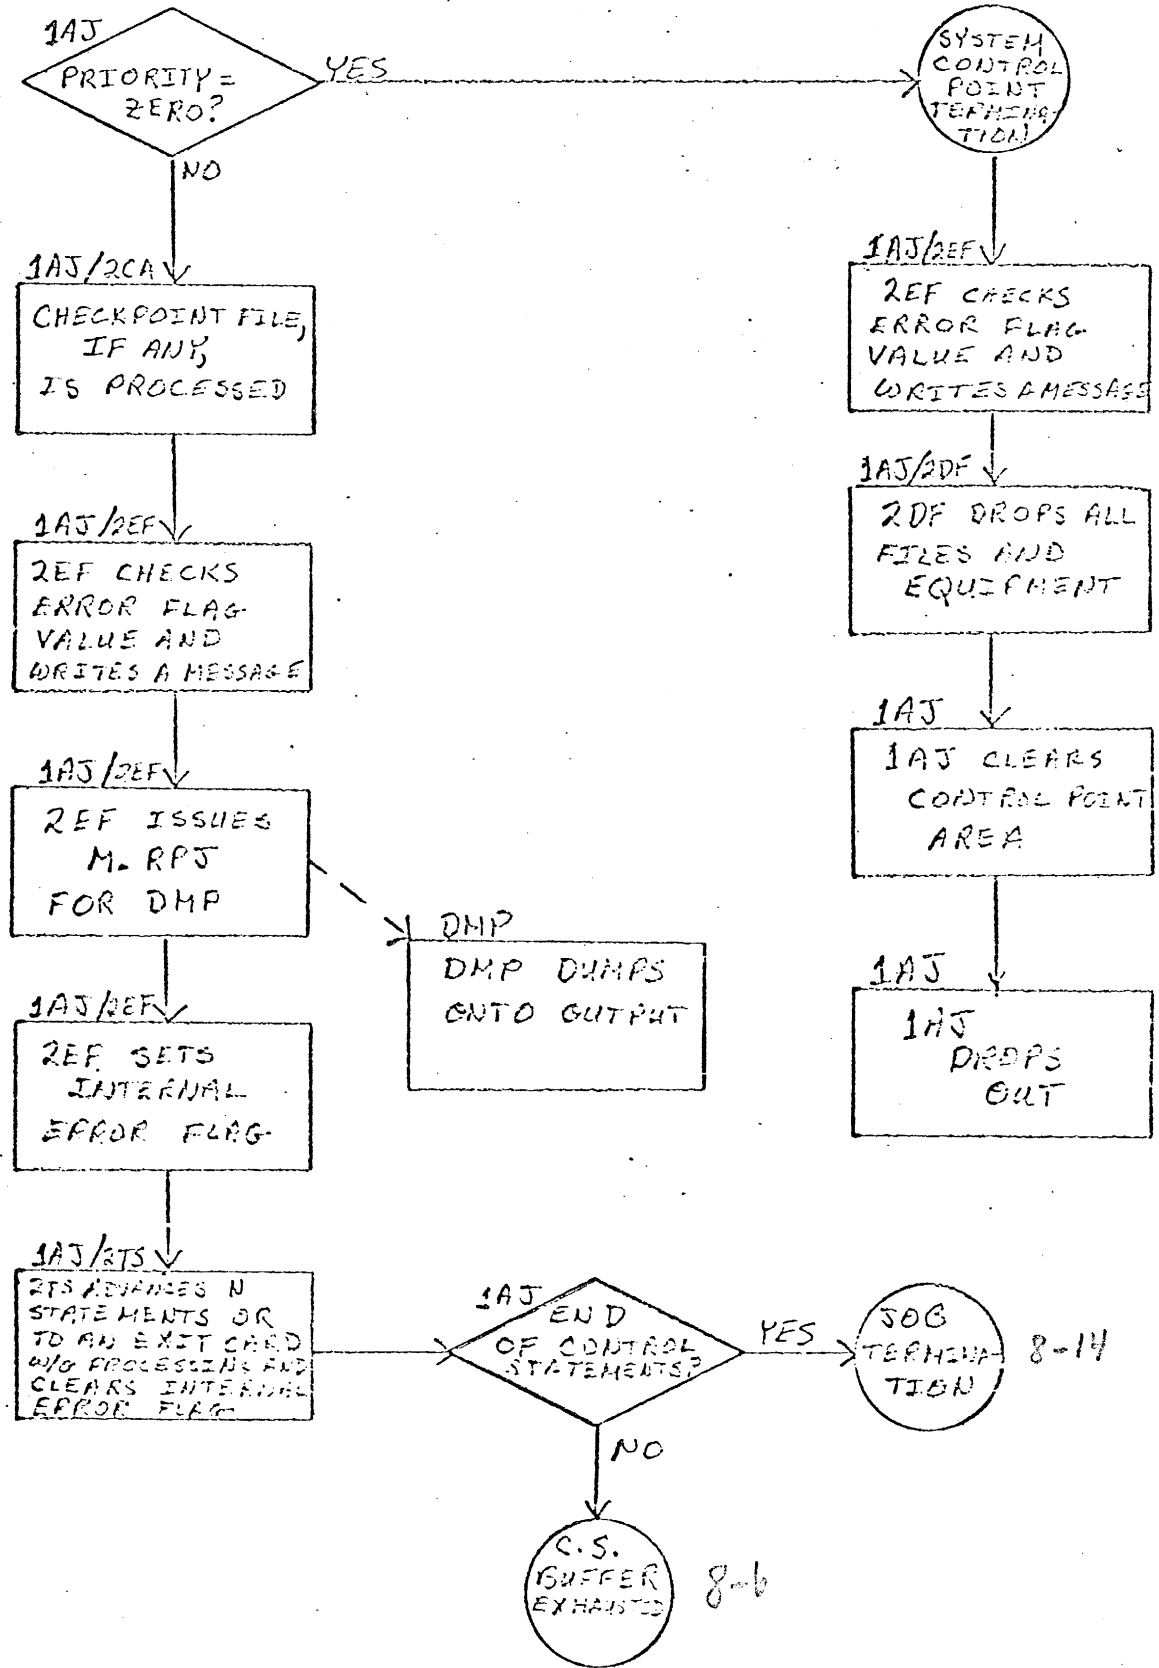 1AJ
PRIORITY =
ZERO?
YES
NO
SYSTEM
CONTROL
POINT
TERMINA-
TION
1AJ/2CA
CHECKPOINT FILE,
IF ANY,
IS PROCESSED
1AJ/2EF
2EF CHECKS
ERROR FLAG
VALUE AND
WRITES A MESSAGE
1AJ/2EF
2EF ISSUES
M.RPJ
FOR DMP
DMP
DMP DUMPS
ONTO OUTPUT
1AJ/2EF
2EF SETS
INTERNAL
ERROR FLAG
1AJ/2TS
2TS ADVANCES N
STATEMENTS OR
TO AN EXIT CARD
W/O PROCESSING AND
CLEARS INTERNAL
ERROR FLAG
1AJ
END
OF CONTROL
STATEMENTS?
YES
JOB
TERMINA-
TION
8-14
NO
C.S.
BUFFER
EXHAUSTED
8-6
1AJ/2EF
2EF CHECKS
ERROR FLAG
VALUE AND
WRITES A MESSAGE
1AJ/2DF
2DF DROPS ALL
FILES AND
EQUIPMENT
1AJ
1AJ CLEARS
CONTROL POINT
AREA
1AJ
1AJ
DROPS
OUT